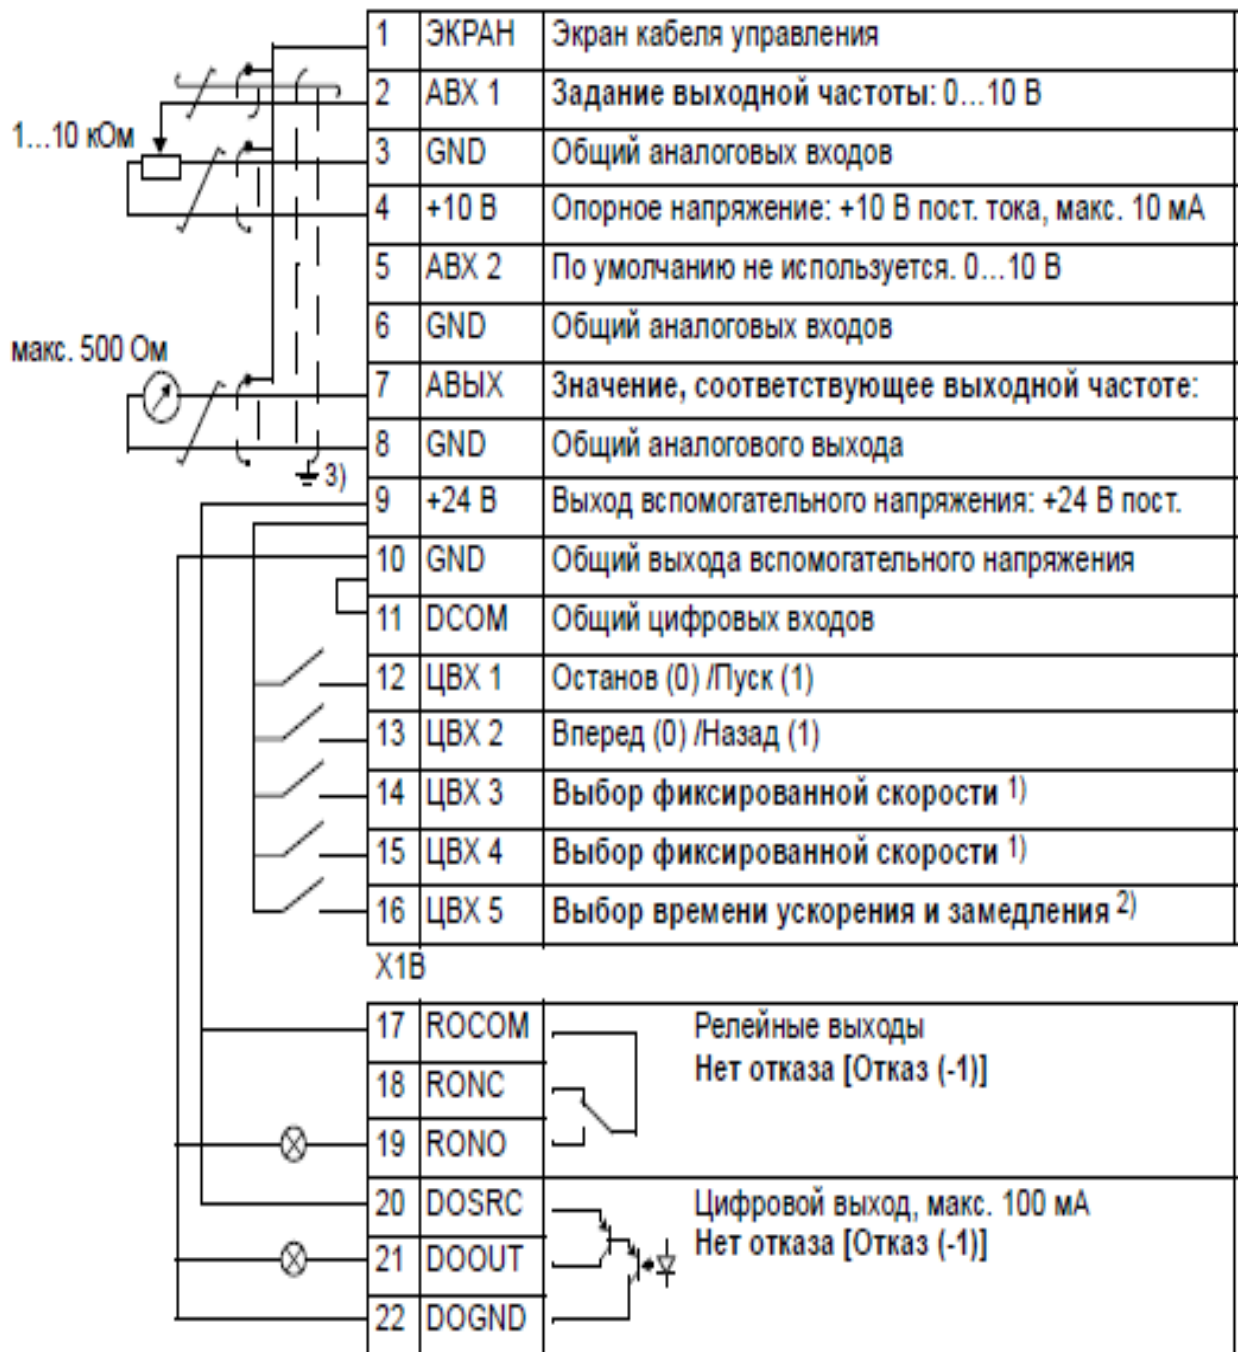 1 ЭКРАН Экран кабеля управления
2 АВХ 1 Задание выходной частоты: 0…10 В
1…10 кОм
3 GND Общий аналоговых входов
4 +10 В Опорное напряжение: +10 В пост. тока, макс. 10 мА
5 АВХ 2 По умолчанию не используется. 0…10 В
6 GND Общий аналоговых входов
макс. 500 Ом
7 АВЫХ Значение, соответствующее выходной частоте:
8 GND Общий аналогового выхода
3)
9 +24 В Выход вспомогательного напряжения: +24 В пост.
10 GND Общий выхода вспомогательного напряжения
11 DCOM Общий цифровых входов
12 ЦВХ 1 Останов (0) /Пуск (1)
13 ЦВХ 2 Вперед (0) /Назад (1)
14 ЦВХ 3 Выбор фиксированной скорости 1)
15 ЦВХ 4 Выбор фиксированной скорости 1)
16 ЦВХ 5 Выбор времени ускорения и замедления 2)
X1B
17 ROCOM Релейные выходы
Нет отказа [Отказ (-1)]
18 RONC
19 RONO
20 DOSRC Цифровой выход, макс. 100 мА
Нет отказа [Отказ (-1)]
21 DOOUT
22 DOGND